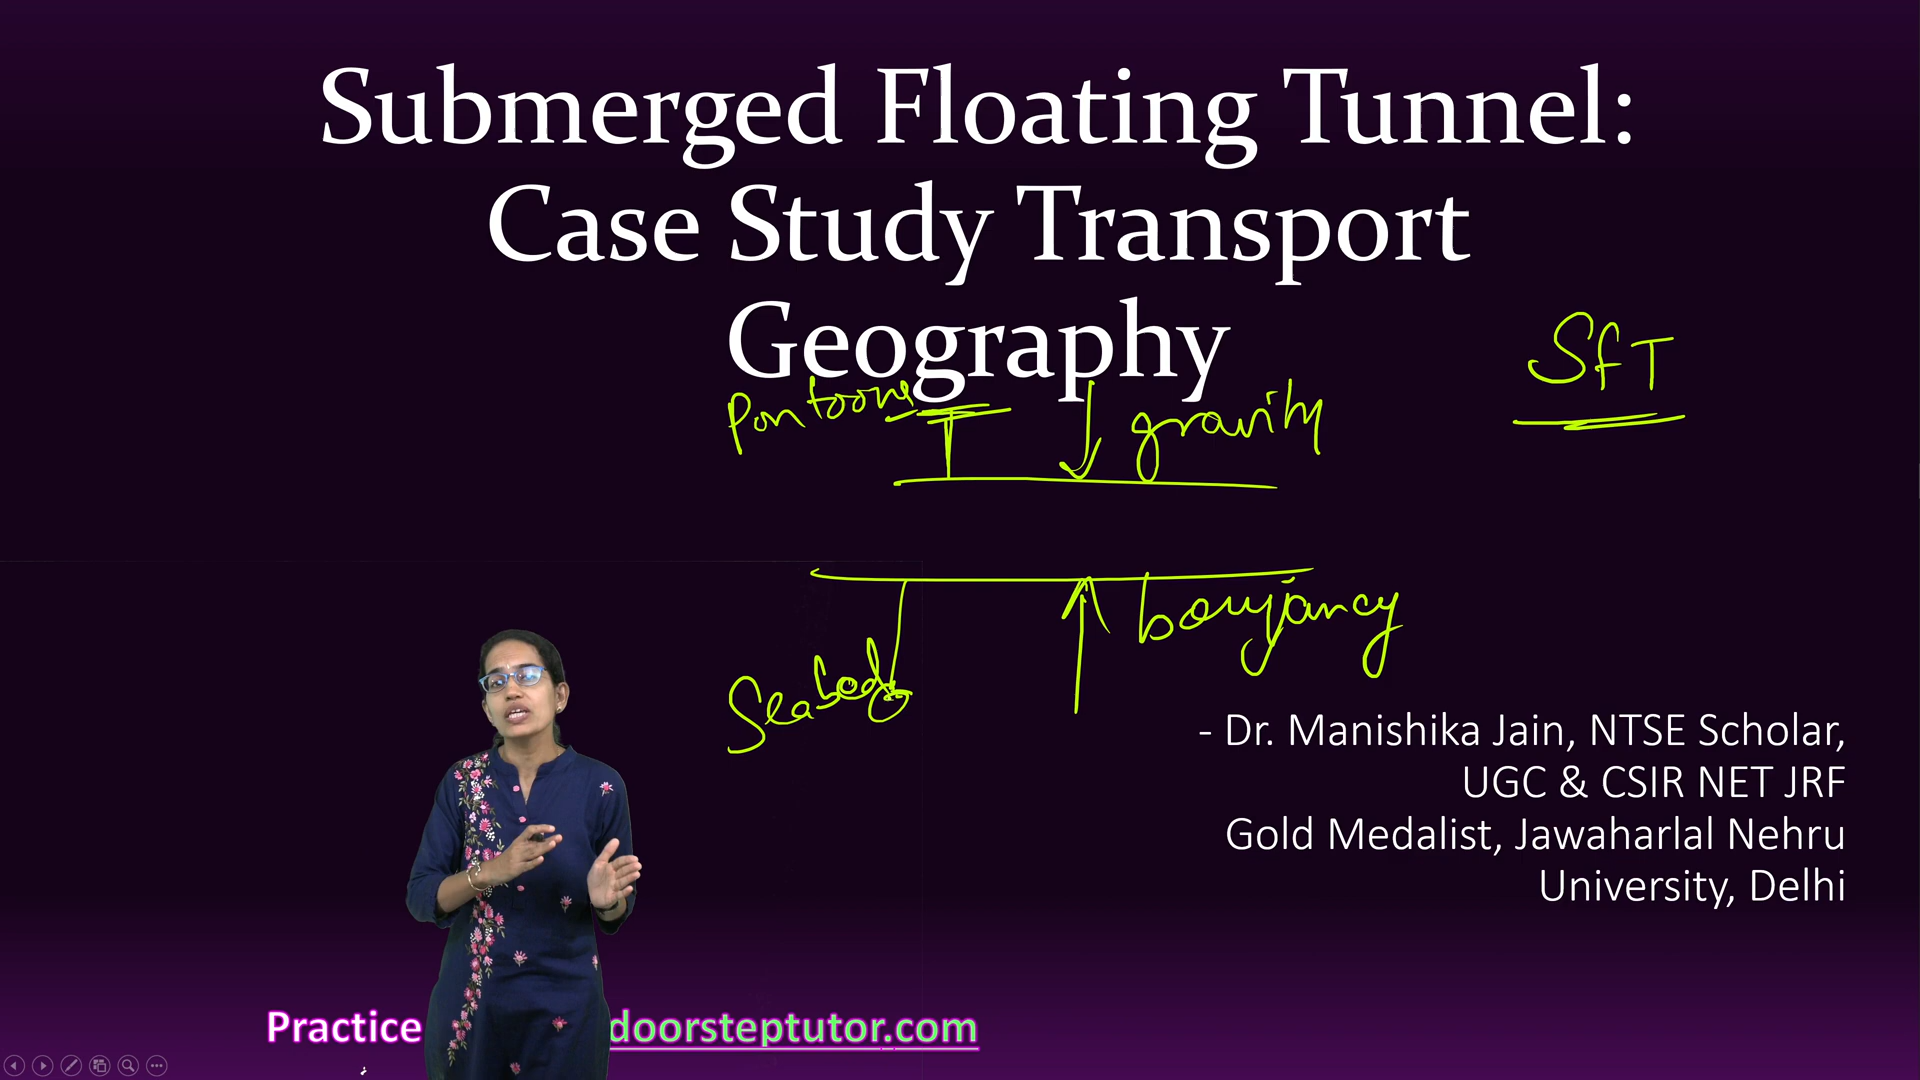 Submerged Floating Tunnel:
Case Study Transport
Geography
SfT
Pontoons
gravity
bouyjancy
Seabed
- Dr. Manishika Jain, NTSE Scholar,
UGC & CSIR NET JRF
Gold Medalist, Jawaharlal Nehru
University, Delhi
Practice doorsteptutor.com